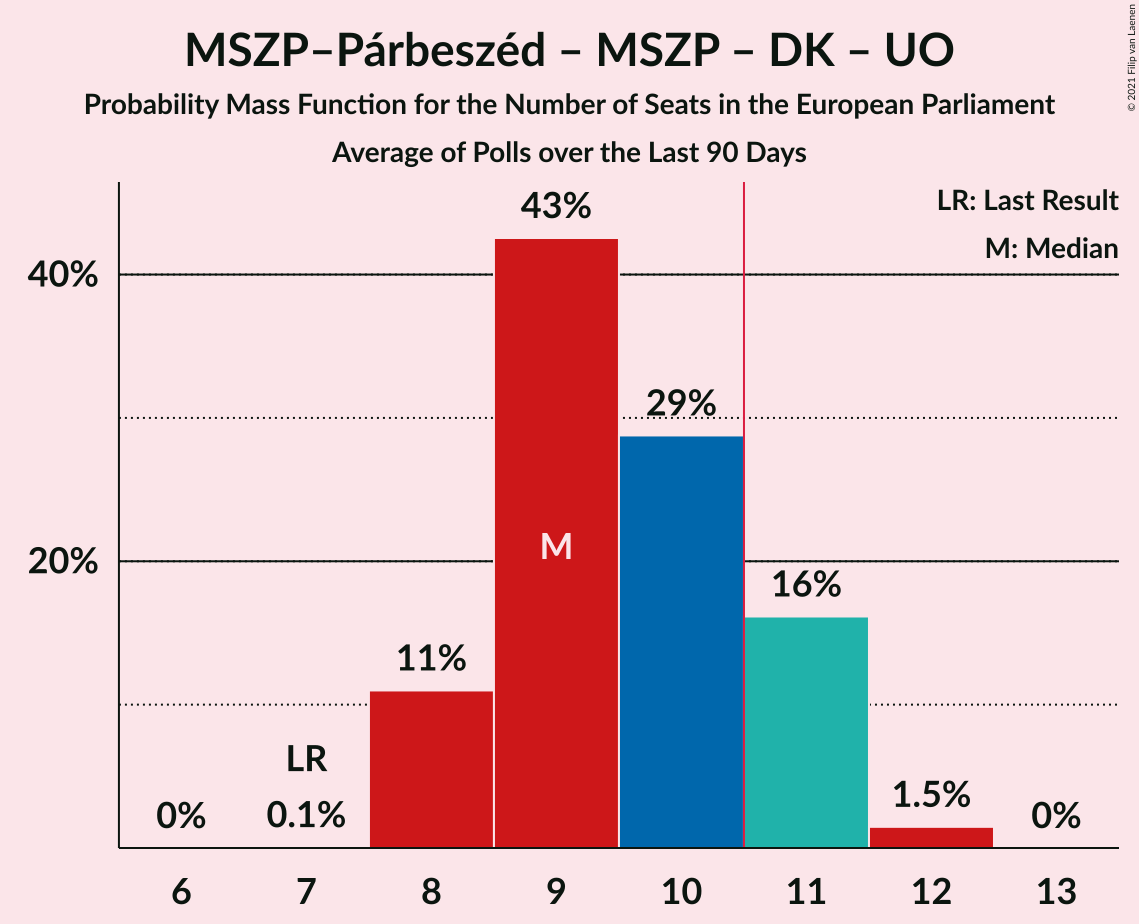 MSZP–Párbeszéd – MSZP – DK – UO
Probability Mass Function for the Number of Seats in the European Parliament
Average of Polls over the Last 90 Days
© 2021 Filip van Laenen
LR: Last Result
M: Median
43%
40%
29%
M
20%
16%
11%
LR
0%
0.1%
1.5%
0%
6 7 8 9 10 11 12 13